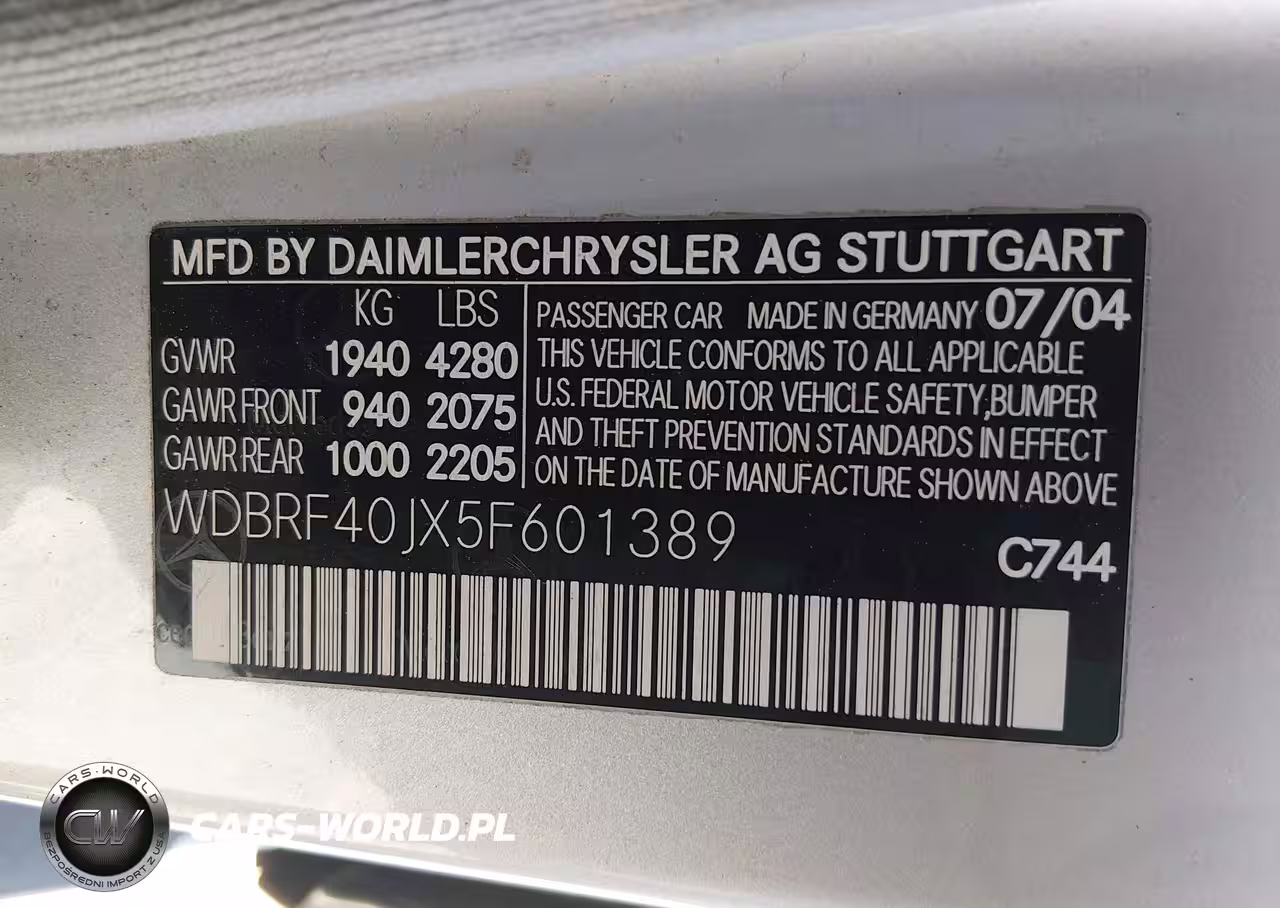 MFD BY DAIMLERCHRYSLER AG STUTTGART
KG LBS
GVWR 1940 4280
GAWR FRONT 940 2075
GAWR REAR 1000 2205
PASSENGER CAR MADE IN GERMANY 07/04
THIS VEHICLE CONFORMS TO ALL APPLICABLE
U.S. FEDERAL MOTOR VEHICLE SAFETY,BUMPER
AND THEFT PREVENTION STANDARDS IN EFFECT
ON THE DATE OF MANUFACTURE SHOWN ABOVE
WDBRF40JX5F601389
C744
CARS-WORLD
CW
BEZPOŚREDNI IMPORT Z USA
CARS-WORLD.PL